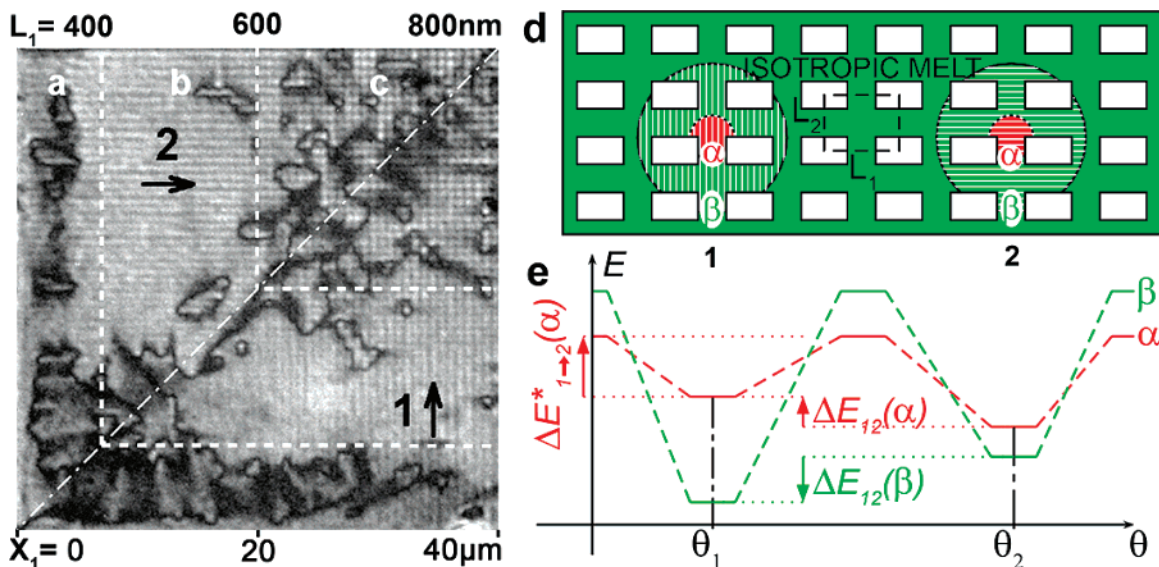 L₁= 400 600 800nm
a b c
2
1
X₁= 0 20 40μm
d
ISOTROPIC MELT
L₂
L₁
α α
β β
1 2
e E
β
α
ΔE*₁→₂(α)
ΔE₁₂(α)
ΔE₁₂(β)
θ₁ θ₂ θ